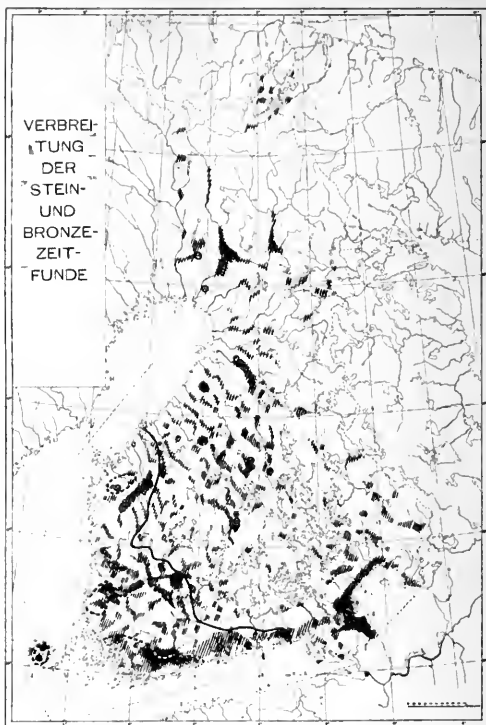 VERBREI-
TUNG
DER
STEIN-
UND
BRONZE-
ZEIT-
FUNDE